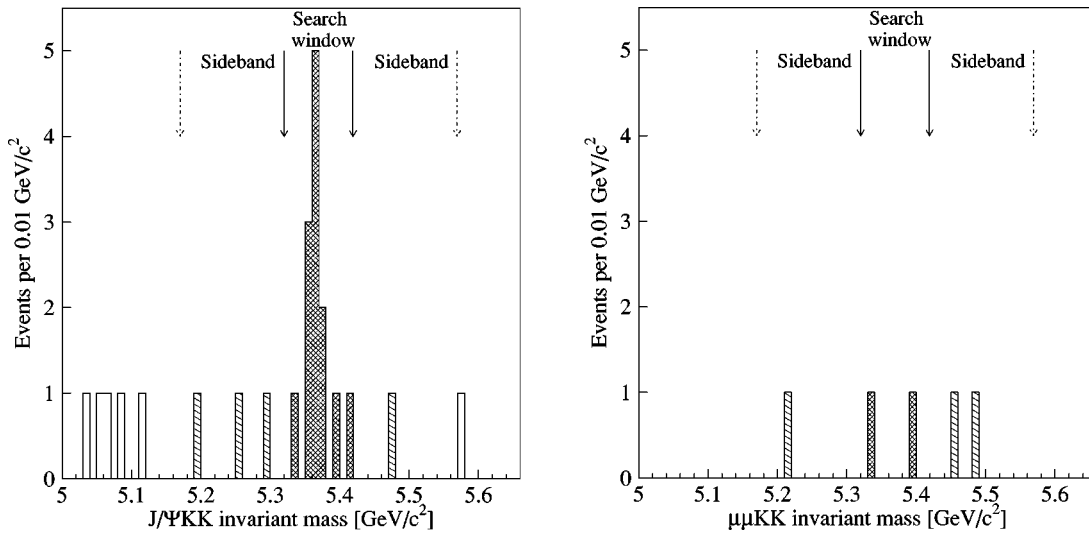 Search
window
Sideband
Sideband
5
4
3
2
1
0
Events per 0.01 GeV/c²
5
5.1
5.2
5.3
5.4
5.5
5.6
J/ΨKK invariant mass [GeV/c²]
Search
window
Sideband
Sideband
5
4
3
2
1
0
Events per 0.01 GeV/c²
5
5.1
5.2
5.3
5.4
5.5
5.6
μμKK invariant mass [GeV/c²]